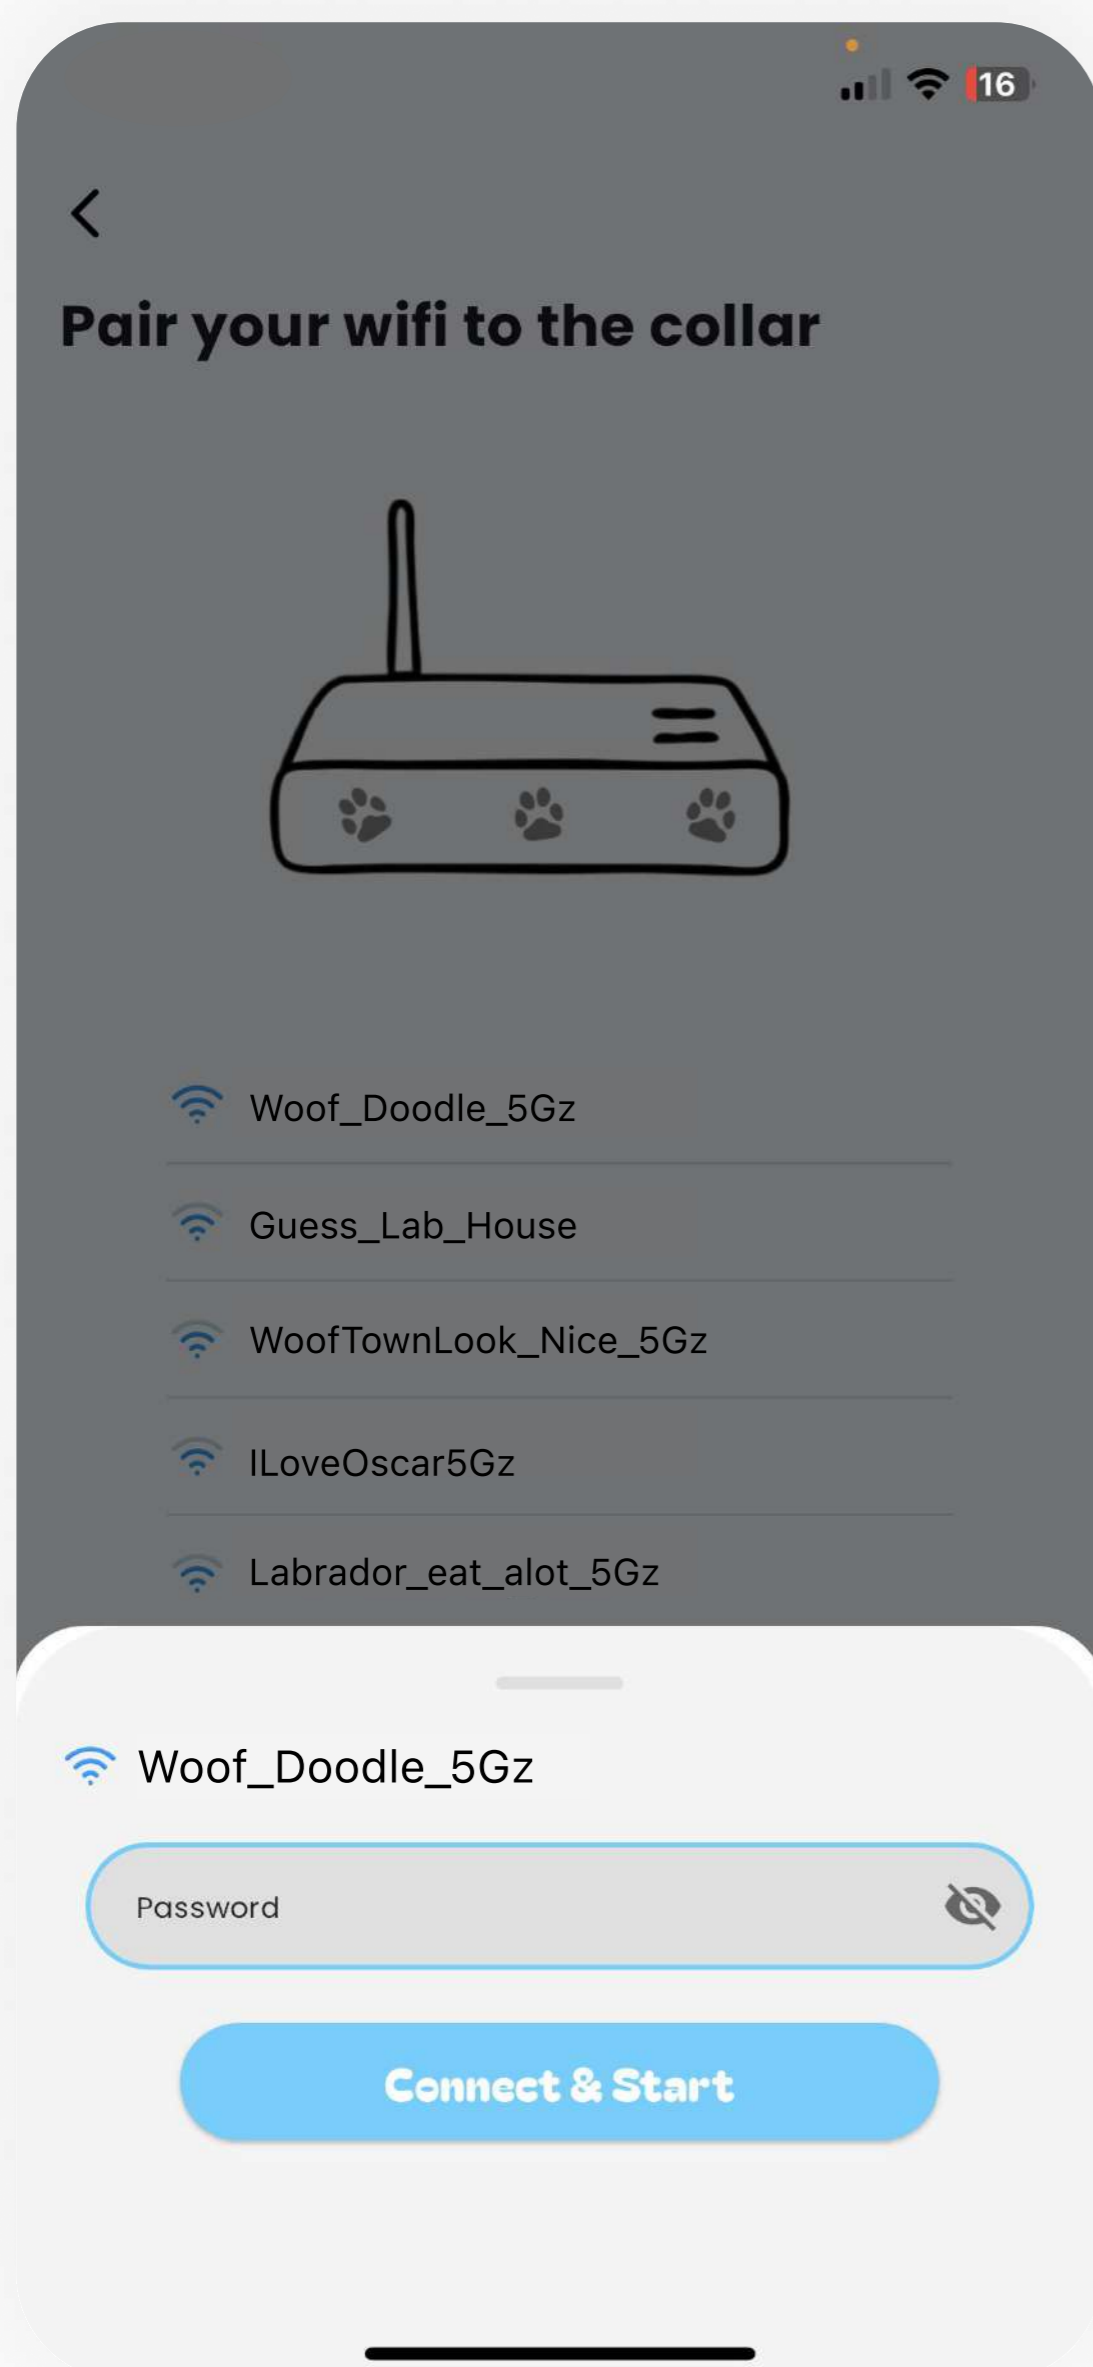 16
Pair your wifi to the collar
Woof_Doodle_5Gz
Guess_Lab_House
WoofTownLook_Nice_5Gz
ILoveOscar5Gz
Labrador_eat_alot_5Gz
Woof_Doodle_5Gz
Password
Connect & Start